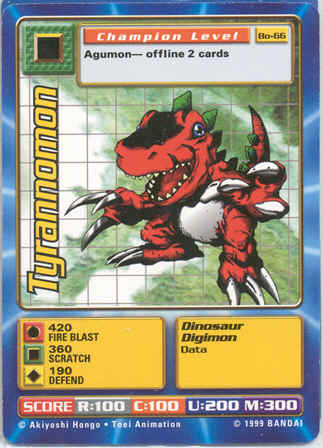 Champion Level
Bo-66
Agumon— offline 2 cards
Tyrannomon
420
FIRE BLAST
360
SCRATCH
190
DEFEND
Dinosaur
Digimon
Data
SCORE R:100 C:100 U:200 M:300
© Akiyoshi Hongo • Toei Animation © 1999 BANDAI